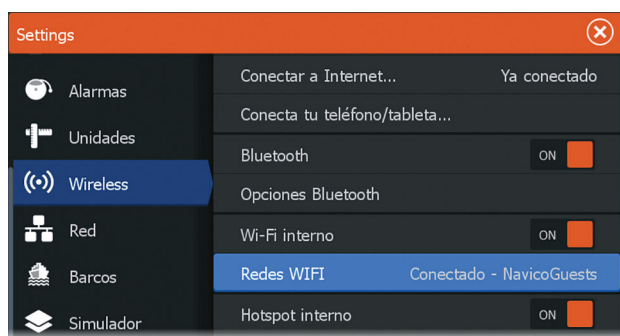 Settings
Alarmas
Unidades
Wireless
Red
Barcos
Simulador
Conectar a Internet... Ya conectado
Conecta tu teléfono/tableta...
Bluetooth ON
Opciones Bluetooth
Wi-Fi interno ON
Redes WIFI Conectado - NavicoGuests
Hotspot interno ON